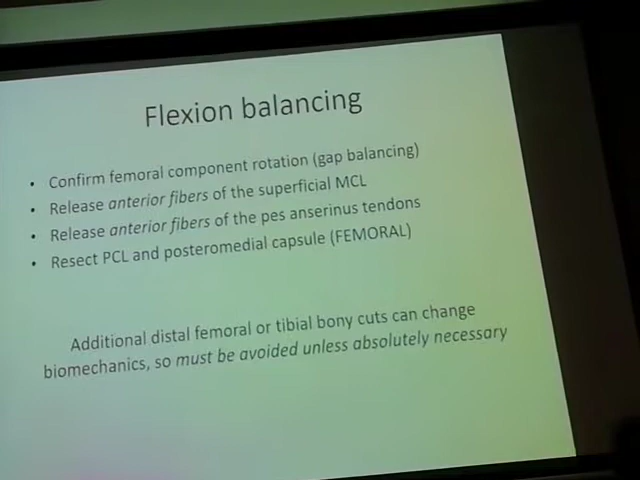 Flexion balancing
• Confirm femoral component rotation (gap balancing)
• Release anterior fibers of the superficial MCL
• Release anterior fibers of the pes anserinus tendons
• Resect PCL and posteromedial capsule (FEMORAL)
Additional distal femoral or tibial bony cuts can change
biomechanics, so must be avoided unless absolutely necessary